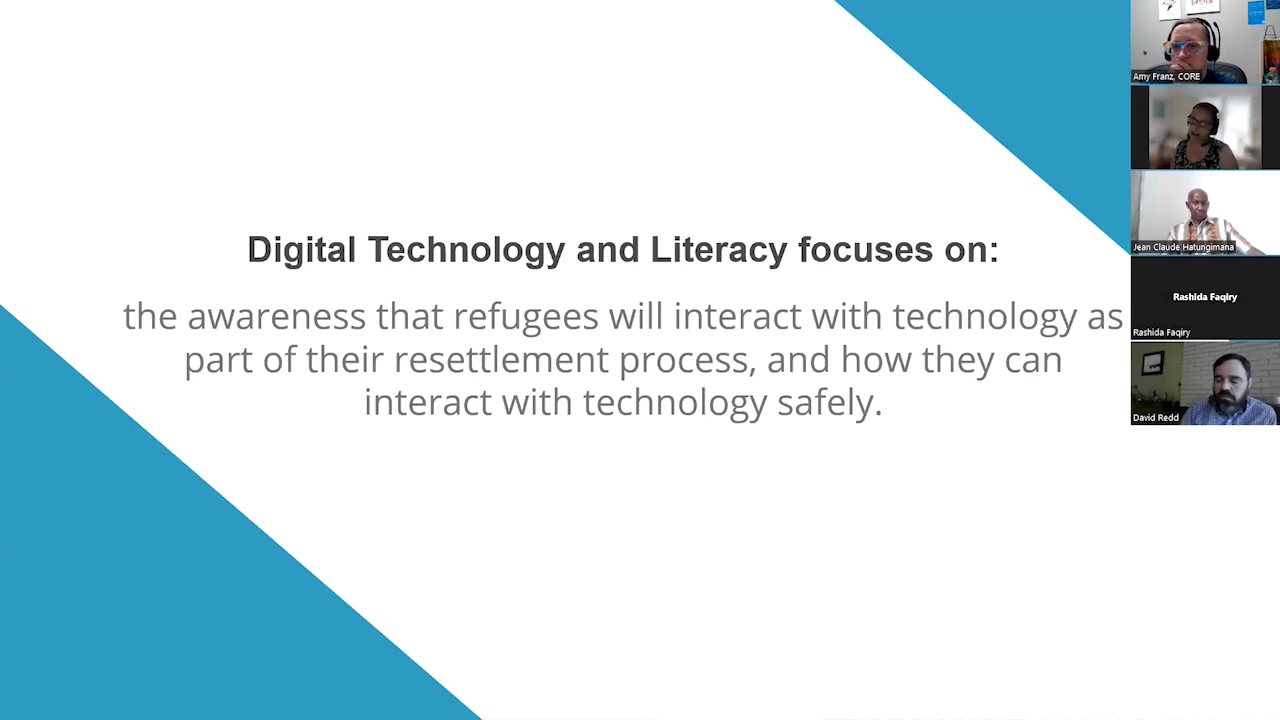 Digital Technology and Literacy focuses on:
the awareness that refugees will interact with technology as
part of their resettlement process, and how they can
interact with technology safely.
Amy Franz, CORE
Jean Claude Hatungimana
Rashida Faqiry
Rashida Faqiry
David Redd